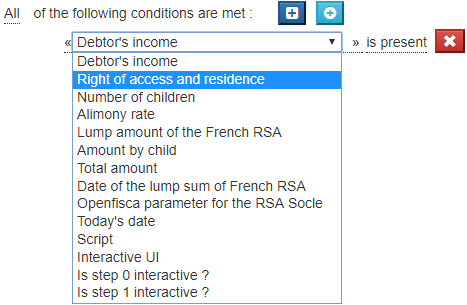 All of the following conditions are met :
« Debtor's income » is present
Debtor's income
Right of access and residence
Number of children
Alimony rate
Lump amount of the French RSA
Amount by child
Total amount
Date of the lump sum of French RSA
Openfisca parameter for the RSA Socle
Today's date
Script
Interactive UI
Is step 0 interactive ?
Is step 1 interactive ?